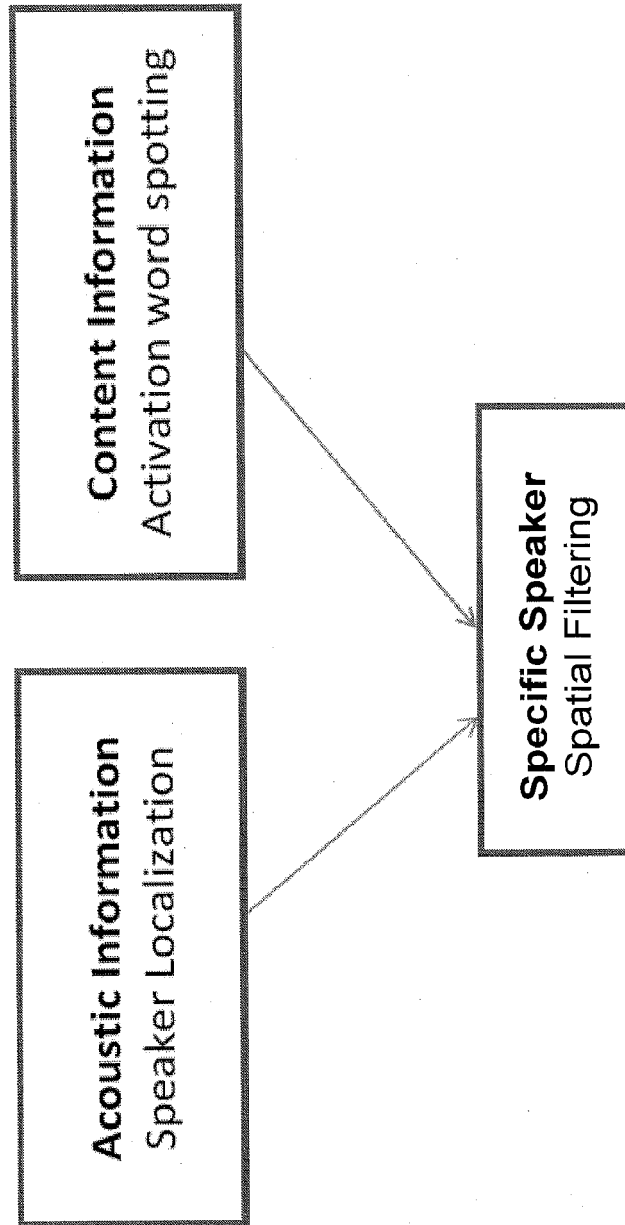 Acoustic Information
Speaker Localization
Content Information
Activation word spotting
Specific Speaker
Spatial Filtering